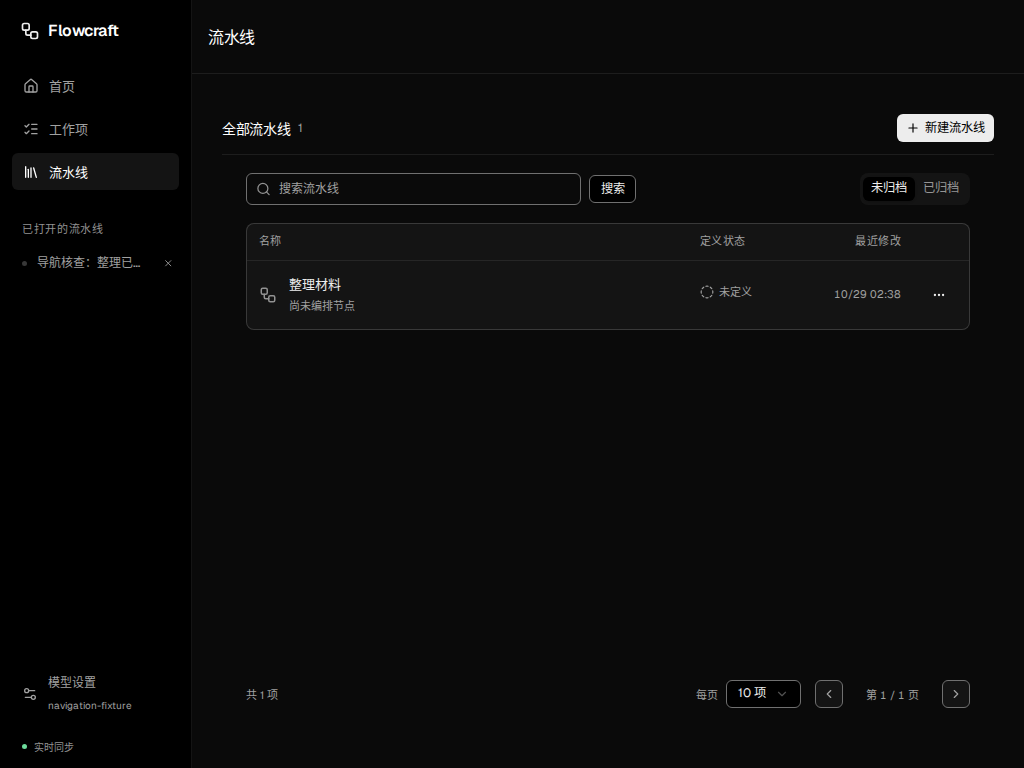 Flowcraft
首页
工作项
流水线
已打开的流水线
导航核查：整理已…
模型设置
navigation-fixture
实时同步
流水线
全部流水线 1
新建流水线
搜索流水线
搜索
未归档 已归档
名称 定义状态 最近修改
整理材料
尚未编排节点
未定义
10/29 02:38
共 1 项
每页 10 项
第 1 / 1 页